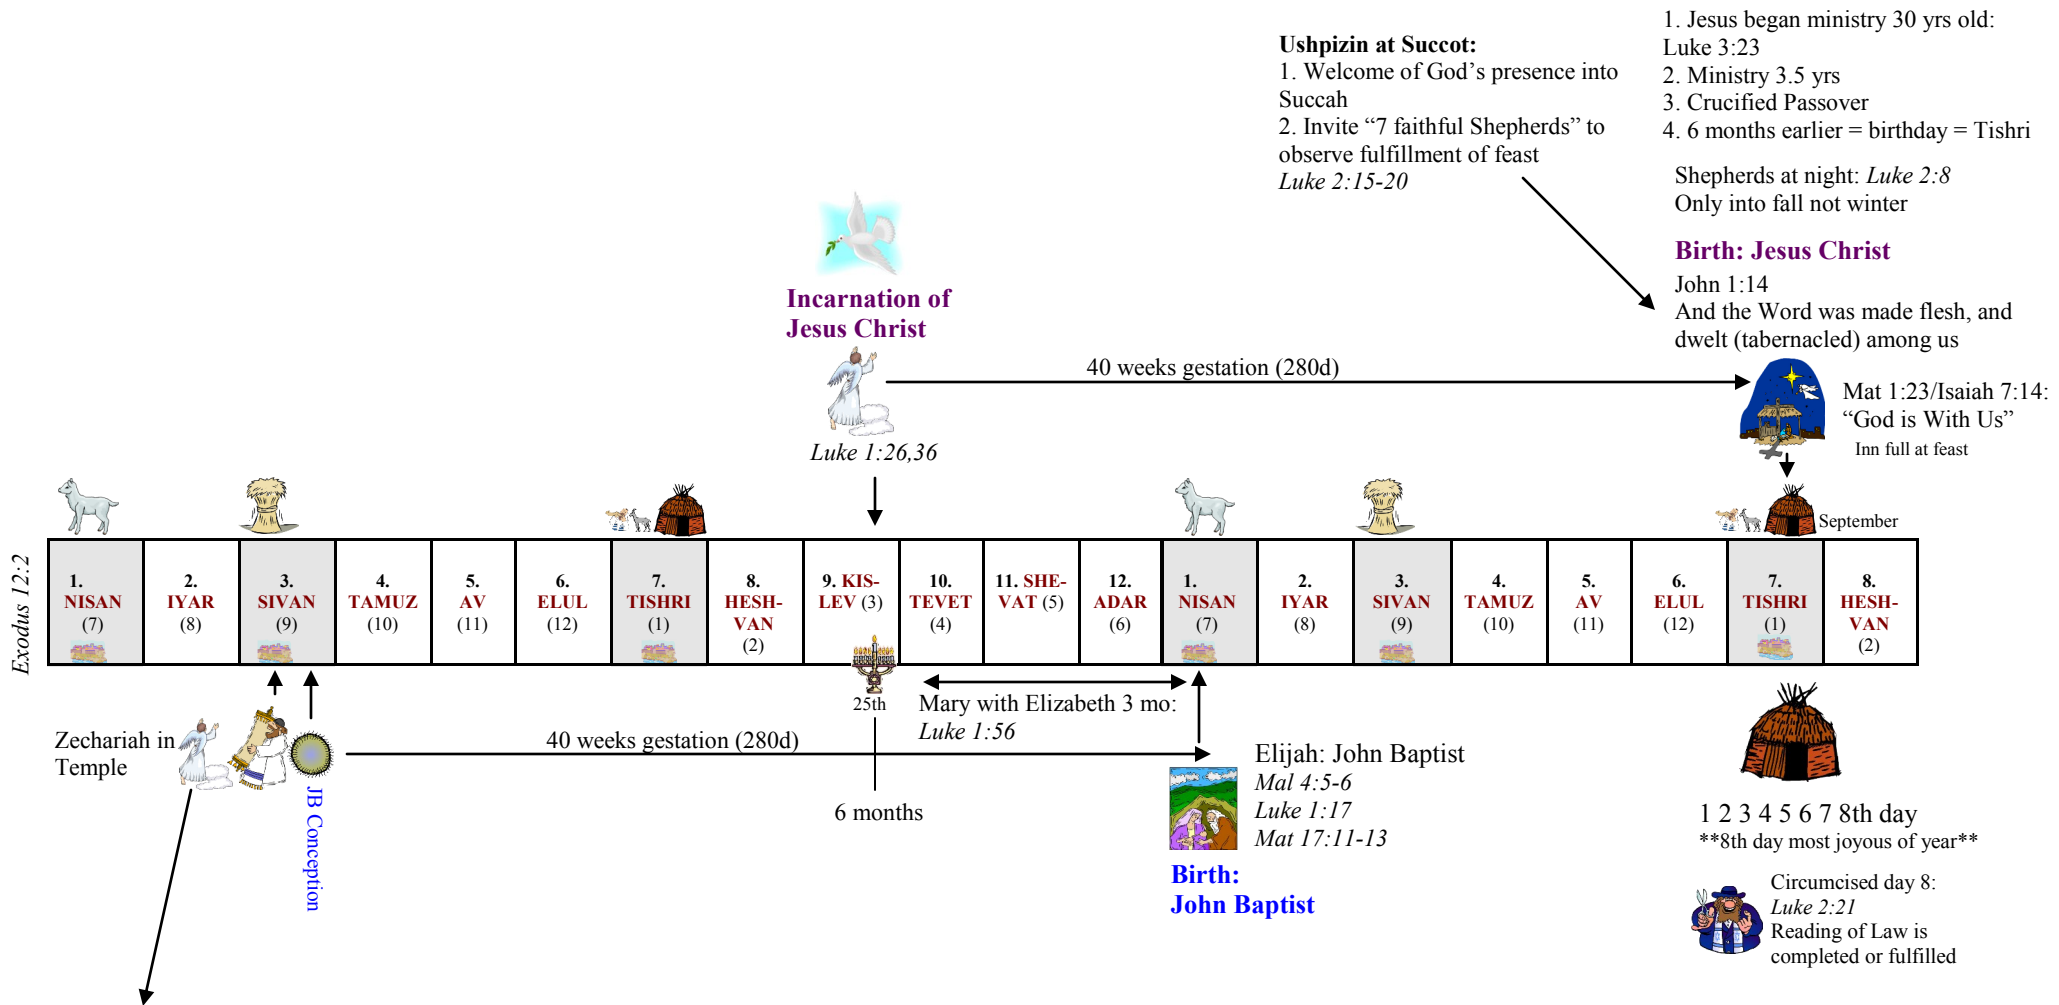 Ushpizin at Succot:
1. Welcome of God’s presence into
Succah
2. Invite “7 faithful Shepherds” to
observe fulfillment of feast
Luke 2:15-20
1. Jesus began ministry 30 yrs old:
Luke 3:23
2. Ministry 3.5 yrs
3. Crucified Passover
4. 6 months earlier = birthday = Tishri
Shepherds at night: Luke 2:8
Only into fall not winter
Birth: Jesus Christ
John 1:14
And the Word was made flesh, and
dwelt (tabernacled) among us
Incarnation of
Jesus Christ
40 weeks gestation (280d)
Luke 1:26,36
Mat 1:23/Isaiah 7:14:
“God is With Us”
Inn full at feast
September
Exodus 12:2
1.
NISAN
(7)
2.
IYAR
(8)
3.
SIVAN
(9)
4.
TAMUZ
(10)
5.
AV
(11)
6.
ELUL
(12)
7.
TISHRI
(1)
8.
HESH-
VAN
(2)
9. KIS-
LEV (3)
10.
TEVET
(4)
11. SHE-
VAT (5)
12.
ADAR
(6)
1.
NISAN
(7)
2.
IYAR
(8)
3.
SIVAN
(9)
4.
TAMUZ
(10)
5.
AV
(11)
6.
ELUL
(12)
7.
TISHRI
(1)
8.
HESH-
VAN
(2)
25th
Mary with Elizabeth 3 mo:
Luke 1:56
Zechariah in
Temple
JB Conception
40 weeks gestation (280d)
6 months
Elijah: John Baptist
Mal 4:5-6
Luke 1:17
Mat 17:11-13
Birth:
John Baptist
1 2 3 4 5 6 7 8th day
**8th day most joyous of year**
Circumcised day 8:
Luke 2:21
Reading of Law is
completed or fulfilled